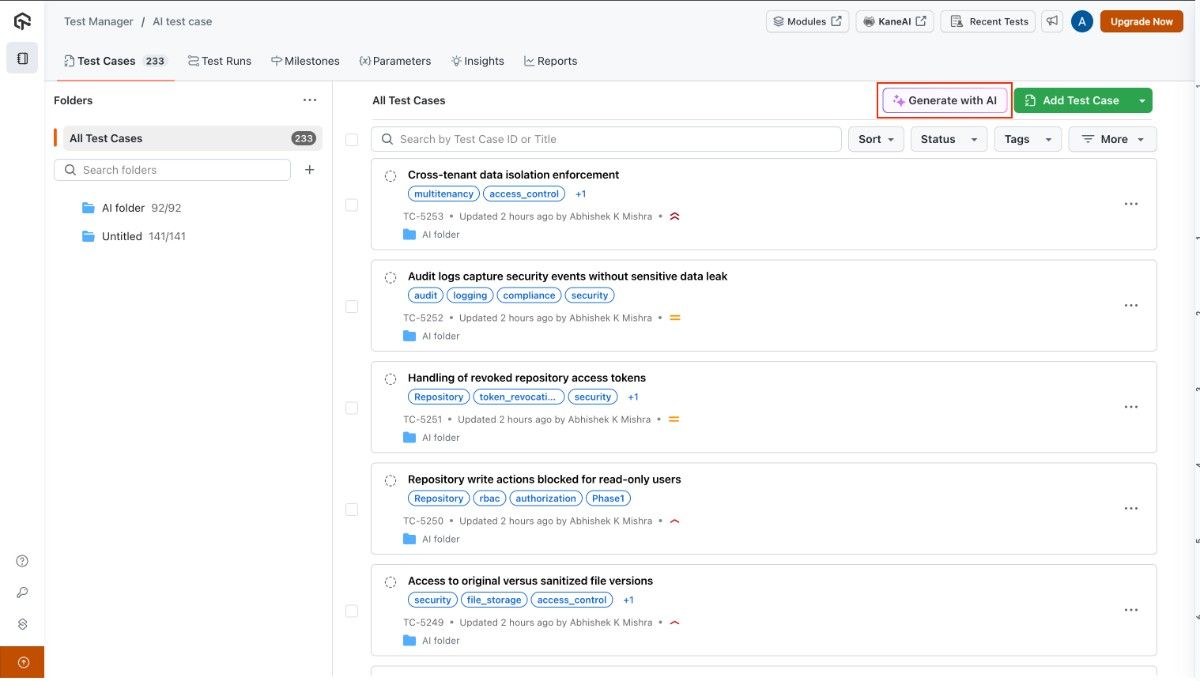 Test Manager / AI test case
Modules KaneAI Recent Tests A Upgrade Now
Test Cases 233 Test Runs Milestones {x} Parameters Insights Reports
Folders ...
All Test Cases 233
Search folders +
AI folder 92/92
Untitled 141/141
All Test Cases Generate with AI Add Test Case
Search by Test Case ID or Title Sort Status Tags More
Cross-tenant data isolation enforcement
multitenancy access_control +1
TC-5253 • Updated 2 hours ago by Abhishek K Mishra •
AI folder
Audit logs capture security events without sensitive data leak
audit logging compliance security
TC-5252 • Updated 2 hours ago by Abhishek K Mishra •
AI folder
Handling of revoked repository access tokens
Repository token_revocati... security +1
TC-5251 • Updated 2 hours ago by Abhishek K Mishra •
AI folder
Repository write actions blocked for read-only users
Repository rbac authorization Phase1
TC-5250 • Updated 2 hours ago by Abhishek K Mishra •
AI folder
Access to original versus sanitized file versions
security file_storage access_control +1
TC-5249 • Updated 2 hours ago by Abhishek K Mishra •
AI folder